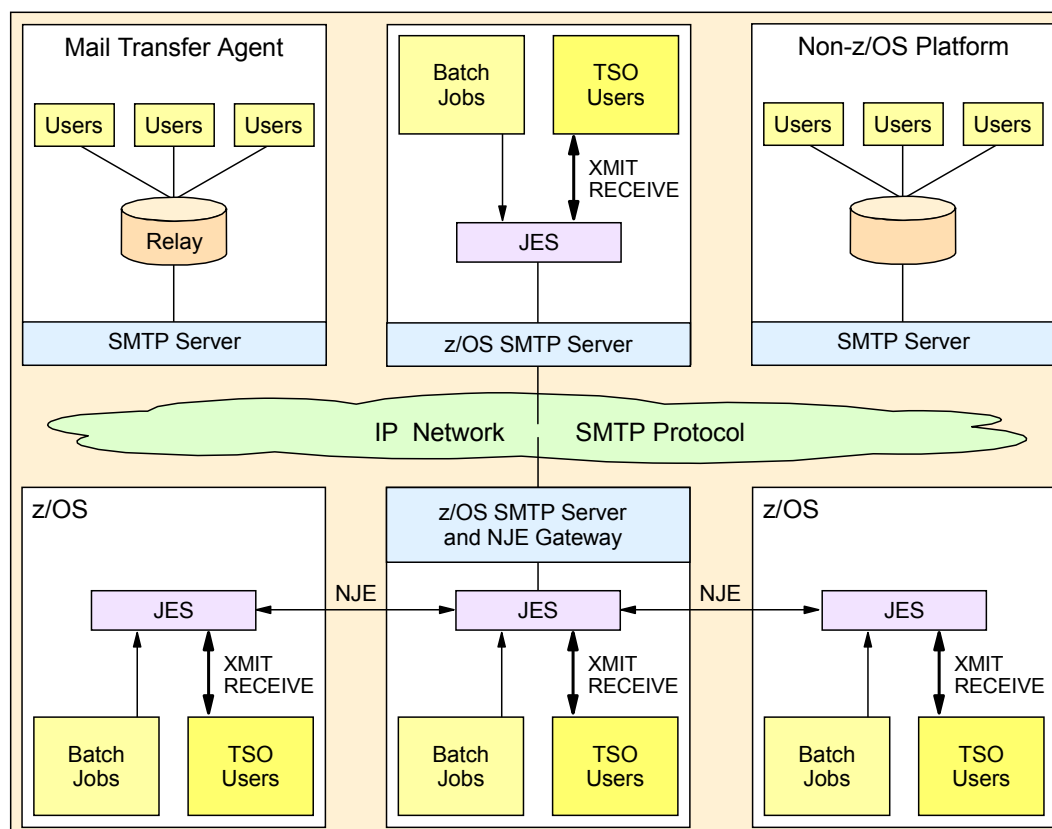 Mail Transfer Agent
Users
Users
Users
Relay
SMTP Server
Batch
Jobs
TSO
Users
XMIT
RECEIVE
JES
z/OS SMTP Server
Non-z/OS Platform
Users
Users
Users
SMTP Server
IP Network
SMTP Protocol
z/OS
JES
XMIT
RECEIVE
Batch
Jobs
TSO
Users
NJE
z/OS SMTP Server
and NJE Gateway
JES
XMIT
RECEIVE
Batch
Jobs
TSO
Users
NJE
z/OS
JES
XMIT
RECEIVE
Batch
Jobs
TSO
Users